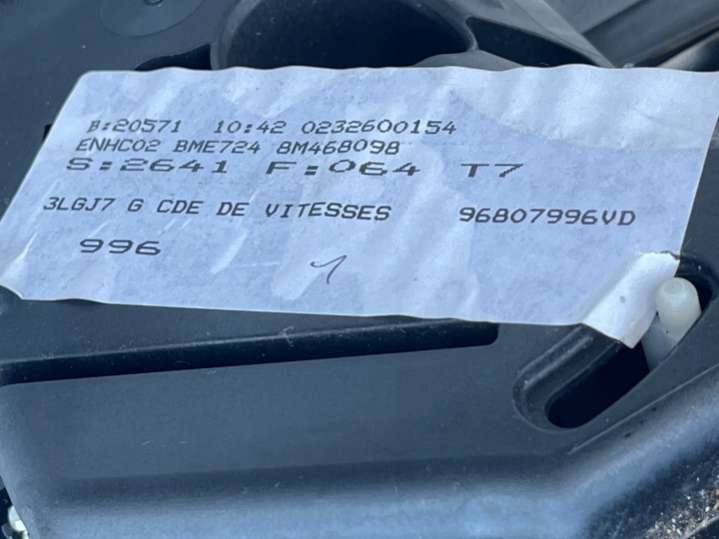 B:20571 10:42 0232600154
ENHC02 BME724 8M468098
S:2641 F:064 T7
3LGJ7 G CDE DE VITESSES 96807996VD
996
1